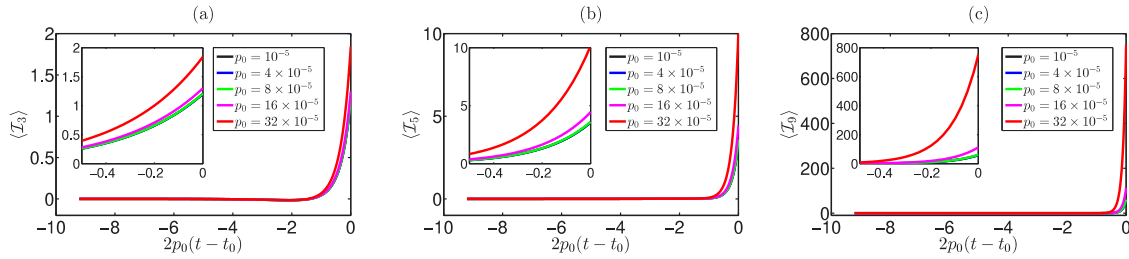 (a)
⟨I₃⟩
2
1.5
1
0.5
0
2
1.5
1
0.5
0
−0.4
−0.2
0
p₀ = 10⁻⁵
p₀ = 4 × 10⁻⁵
p₀ = 8 × 10⁻⁵
p₀ = 16 × 10⁻⁵
p₀ = 32 × 10⁻⁵
−10
−8
−6
−4
−2
0
2p₀(t − t₀)
(b)
⟨I₅⟩
10
5
0
10
5
0
−0.4
−0.2
0
p₀ = 10⁻⁵
p₀ = 4 × 10⁻⁵
p₀ = 8 × 10⁻⁵
p₀ = 16 × 10⁻⁵
p₀ = 32 × 10⁻⁵
−10
−8
−6
−4
−2
0
2p₀(t − t₀)
(c)
⟨I₉⟩
800
600
400
200
0
800
600
400
200
0
−0.4
−0.2
0
p₀ = 10⁻⁵
p₀ = 4 × 10⁻⁵
p₀ = 8 × 10⁻⁵
p₀ = 16 × 10⁻⁵
p₀ = 32 × 10⁻⁵
−10
−8
−6
−4
−2
0
2p₀(t − t₀)